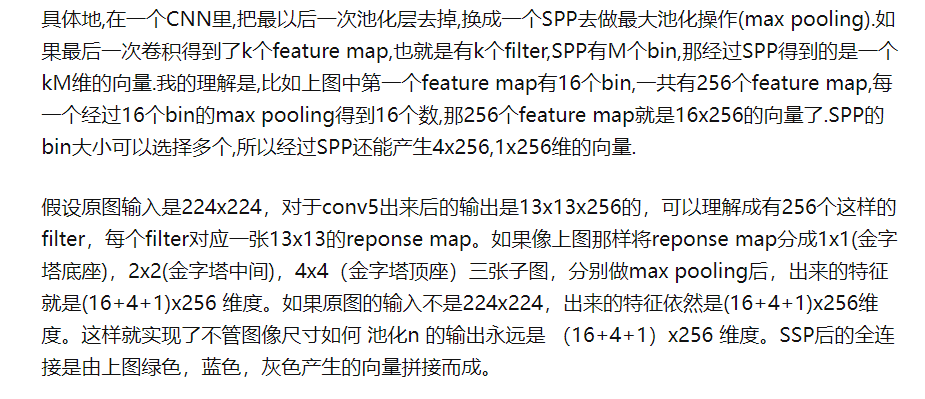 具体地,在一个CNN里,把最以后一次池化层去掉,换成一个SPP去做最大池化操作(max pooling).如
果最后一次卷积得到了k个feature map,也就是有k个filter,SPP有M个bin,那经过SPP得到的是一个
kM维的向量.我的理解是,比如上图中第一个feature map有16个bin,一共有256个feature map,每
一个经过16个bin的max pooling得到16个数,那256个feature map就是16x256的向量了.SPP的
bin大小可以选择多个,所以经过SPP还能产生4x256,1x256维的向量.
假设原图输入是224x224，对于conv5出来后的输出是13x13x256的，可以理解成有256个这样的
filter，每个filter对应一张13x13的reponse map。如果像上图那样将reponse map分成1x1(金字
塔底座)，2x2(金字塔中间)，4x4（金字塔顶座）三张子图，分别做max pooling后，出来的特征
就是(16+4+1)x256 维度。如果原图的输入不是224x224，出来的特征依然是(16+4+1)x256维
度。这样就实现了不管图像尺寸如何 池化n 的输出永远是 （16+4+1）x256 维度。SSP后的全连
接是由上图绿色，蓝色，灰色产生的向量拼接而成。